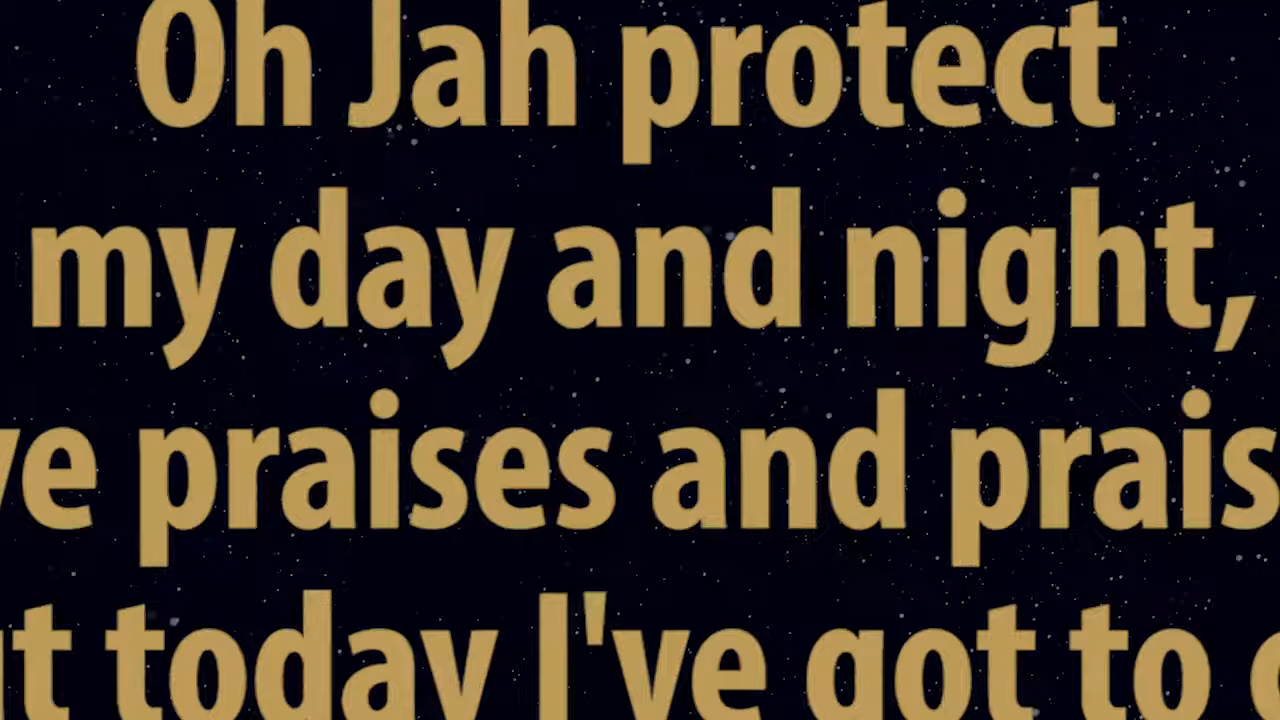 Oh Jah protect
my day and night,
praises and
today I've got to